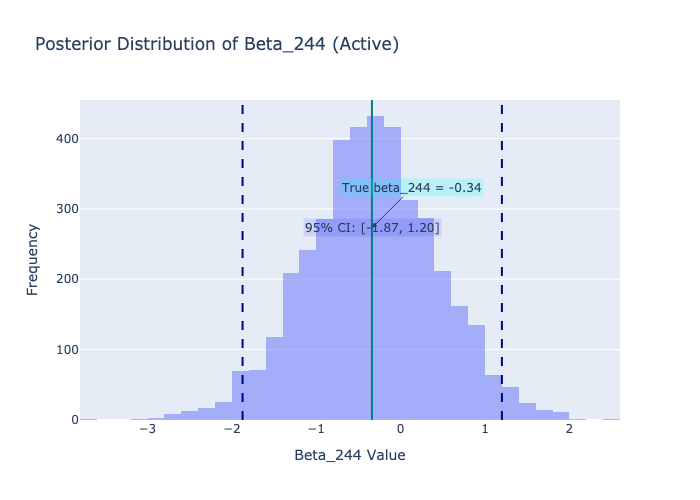 Posterior Distribution of Beta_244 (Active)
400
300
200
100
0
Frequency
True beta_244 = -0.34
95% CI: [-1.87, 1.20]
−3
−2
−1
0
1
2
Beta_244 Value